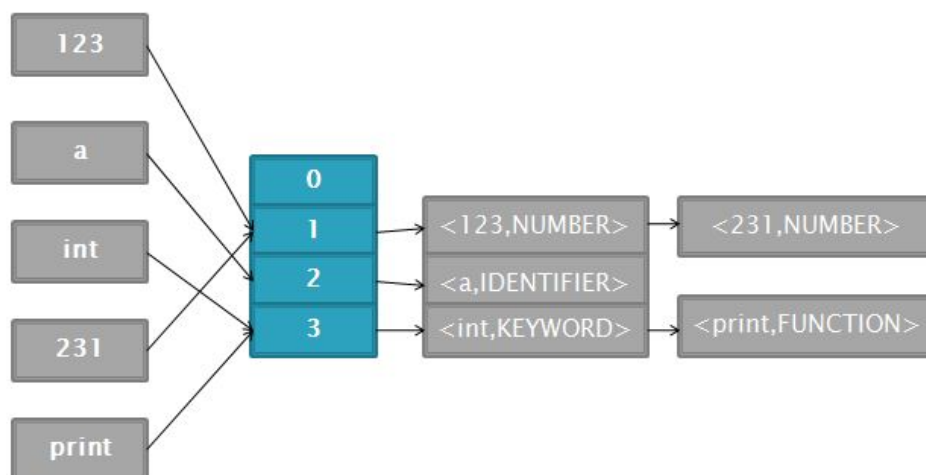 123
a
int
231
print
0
1
2
3
<123,NUMBER>
<231,NUMBER>
<a,IDENTIFIER>
<int,KEYWORD>
<print,FUNCTION>